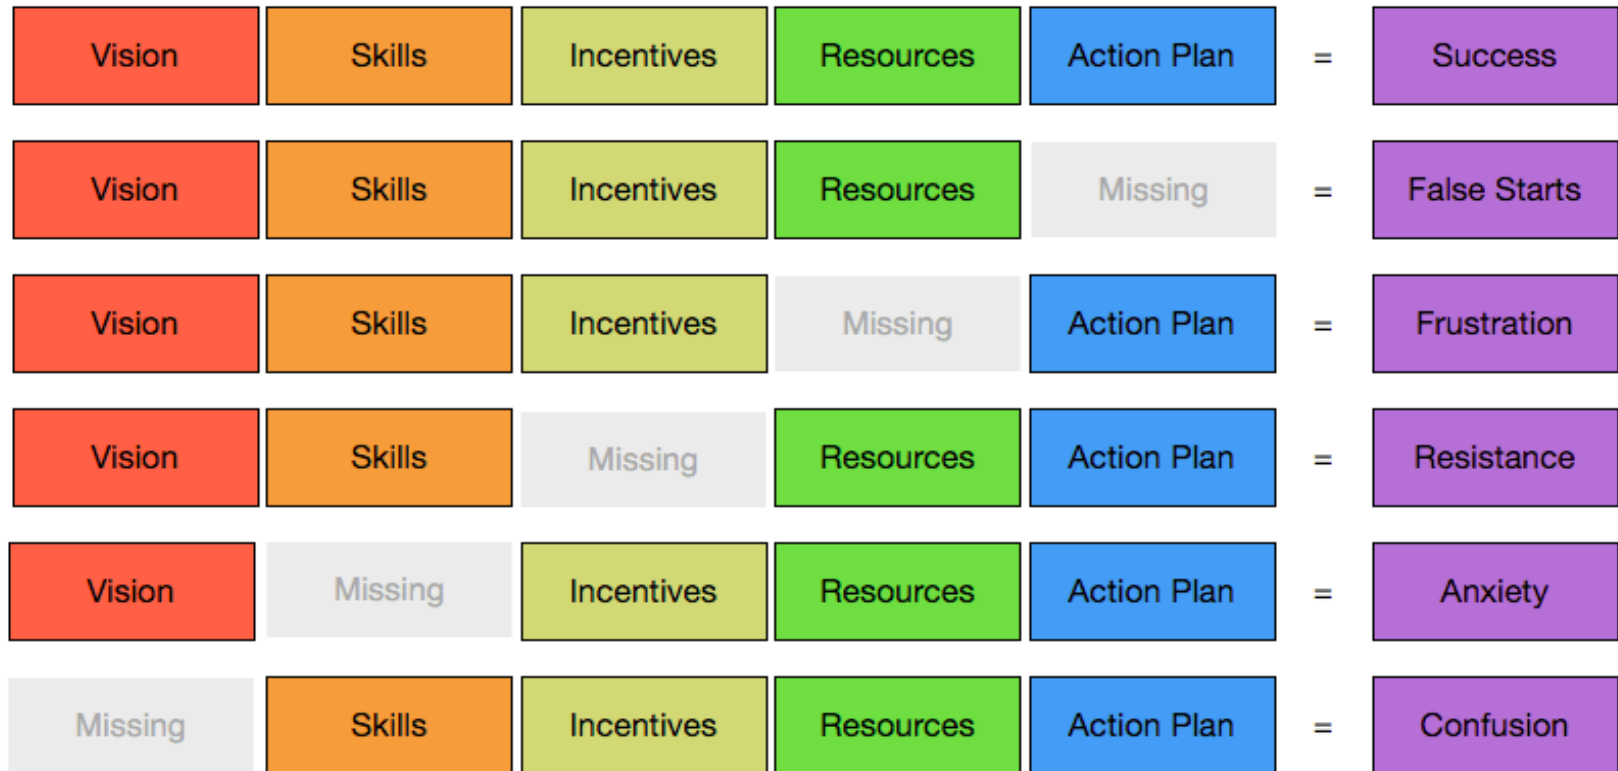 Vision Skills Incentives Resources Action Plan = Success
Vision Skills Incentives Resources Missing = False Starts
Vision Skills Incentives Missing Action Plan = Frustration
Vision Skills Missing Resources Action Plan = Resistance
Vision Missing Incentives Resources Action Plan = Anxiety
Missing Skills Incentives Resources Action Plan = Confusion